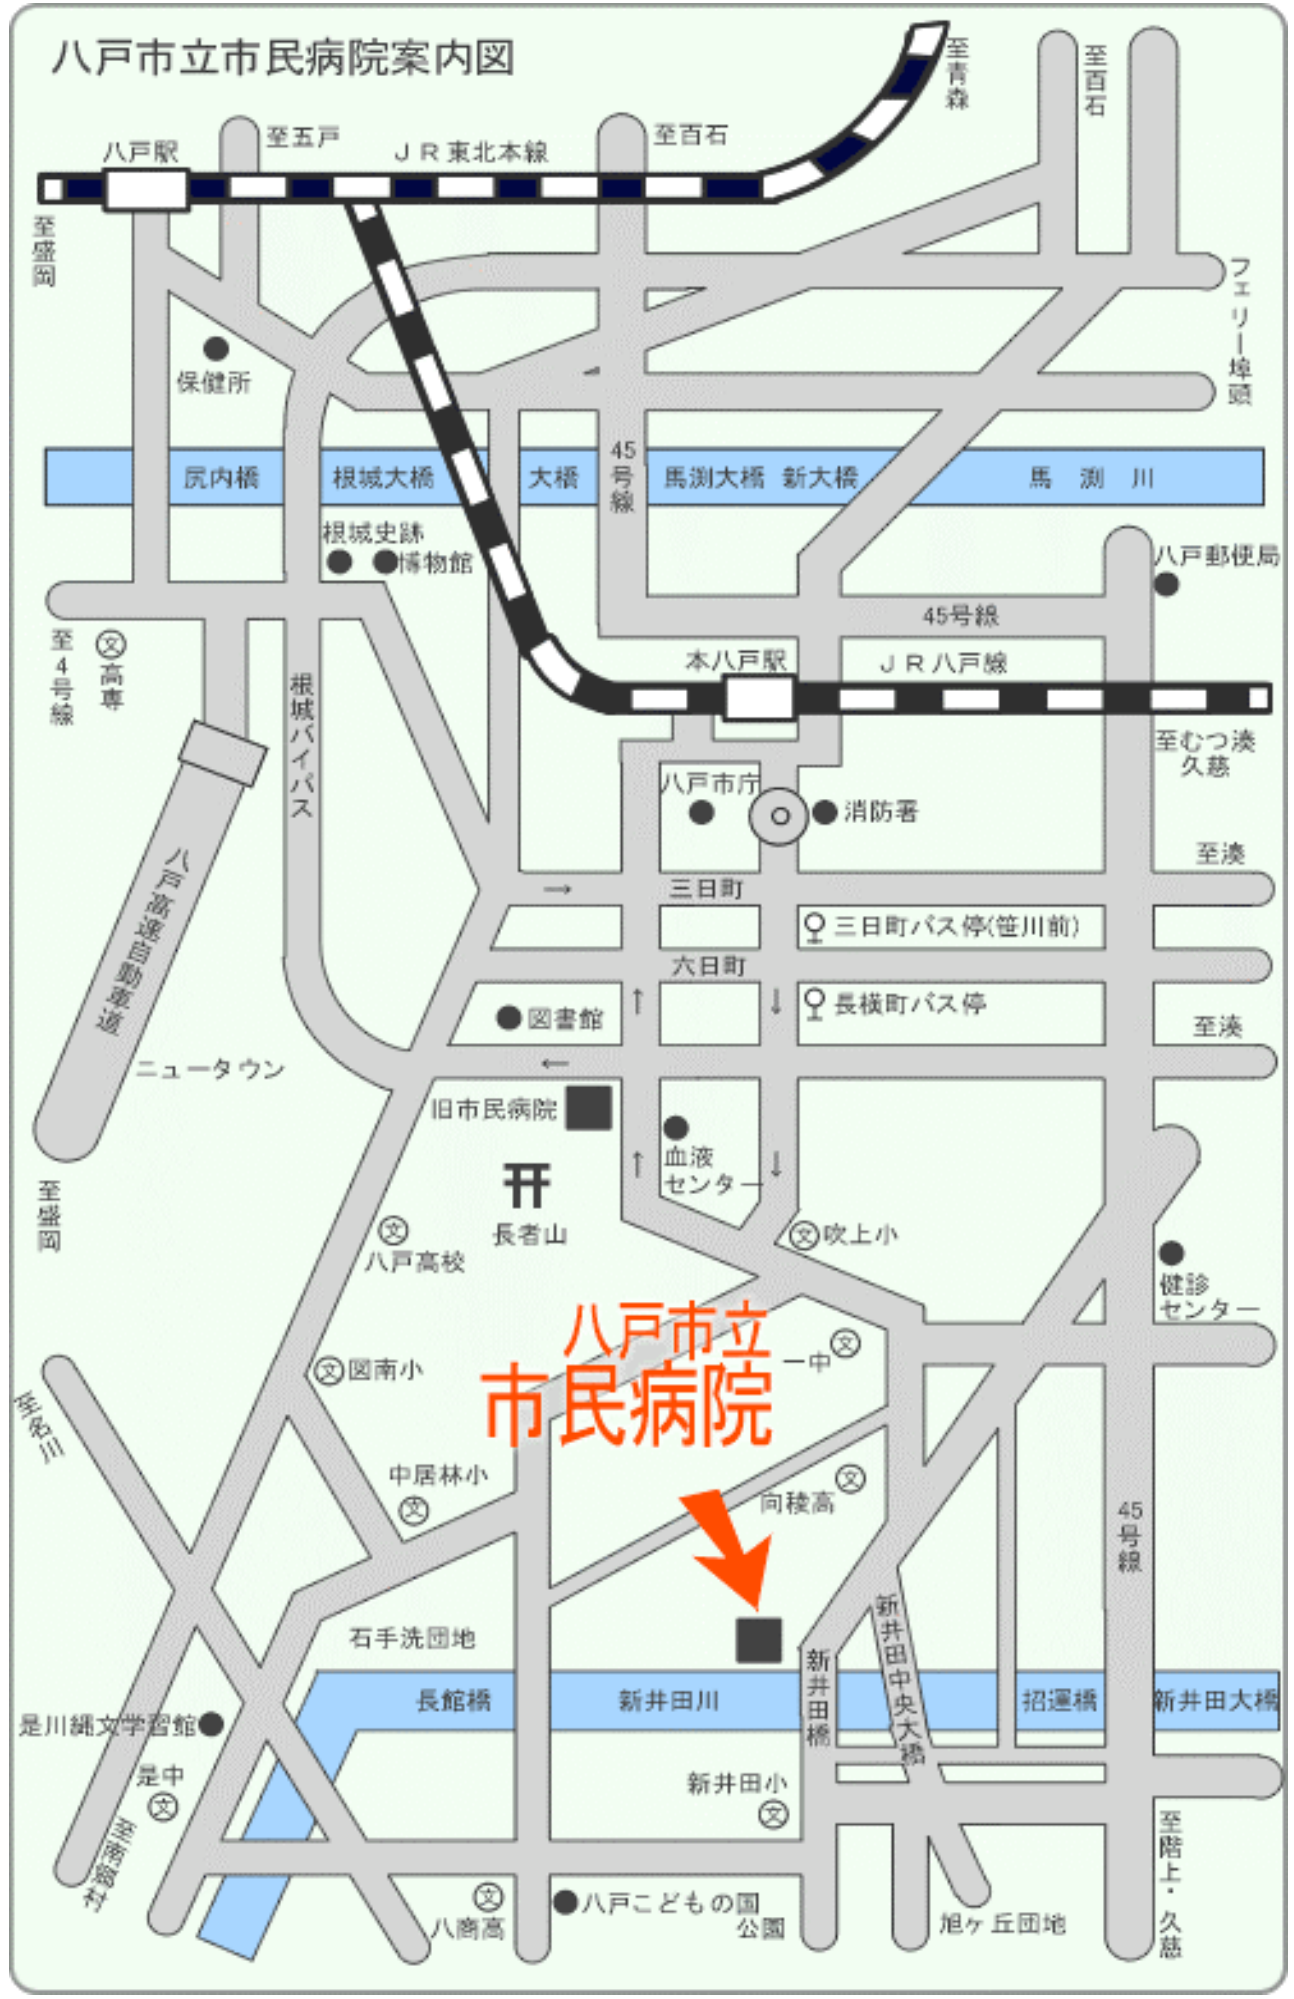 八戸市立市民病院案内図
至青森
至百石
八戸駅
至五戸
JR東北本線
至百石
至盛岡
フェリー埠頭
保健所
尻内橋
根城大橋
大橋
45号線
馬渕大橋
新大橋
馬渕川
根城史跡
博物館
八戸郵便局
至4号線
文
高専
45号線
本八戸駅
JR八戸線
根城バイパス
至むつ湊
久慈
八戸市庁
消防署
八戸高速自動車道
→
三日町
至湊
三日町バス停(笹川前)
六日町
↑
↓
長横町バス停
図書館
至湊
←
ニュータウン
旧市民病院
血液
センター
↑
↓
至盛岡
長者山
文
八戸高校
文吹上小
健診
センター
八戸市立
市民病院
一中
文
文図南小
至名川
中居林小
文
文
向稜高
45号線
石手洗団地
新井田中央大橋
長館橋
新井田川
新井田橋
招運橋
新井田大橋
是川縄文学習館
是中
文
新井田小
文
至南郷村
至階上・久慈
文
八商高
八戸こどもの国
公園
旭ヶ丘団地